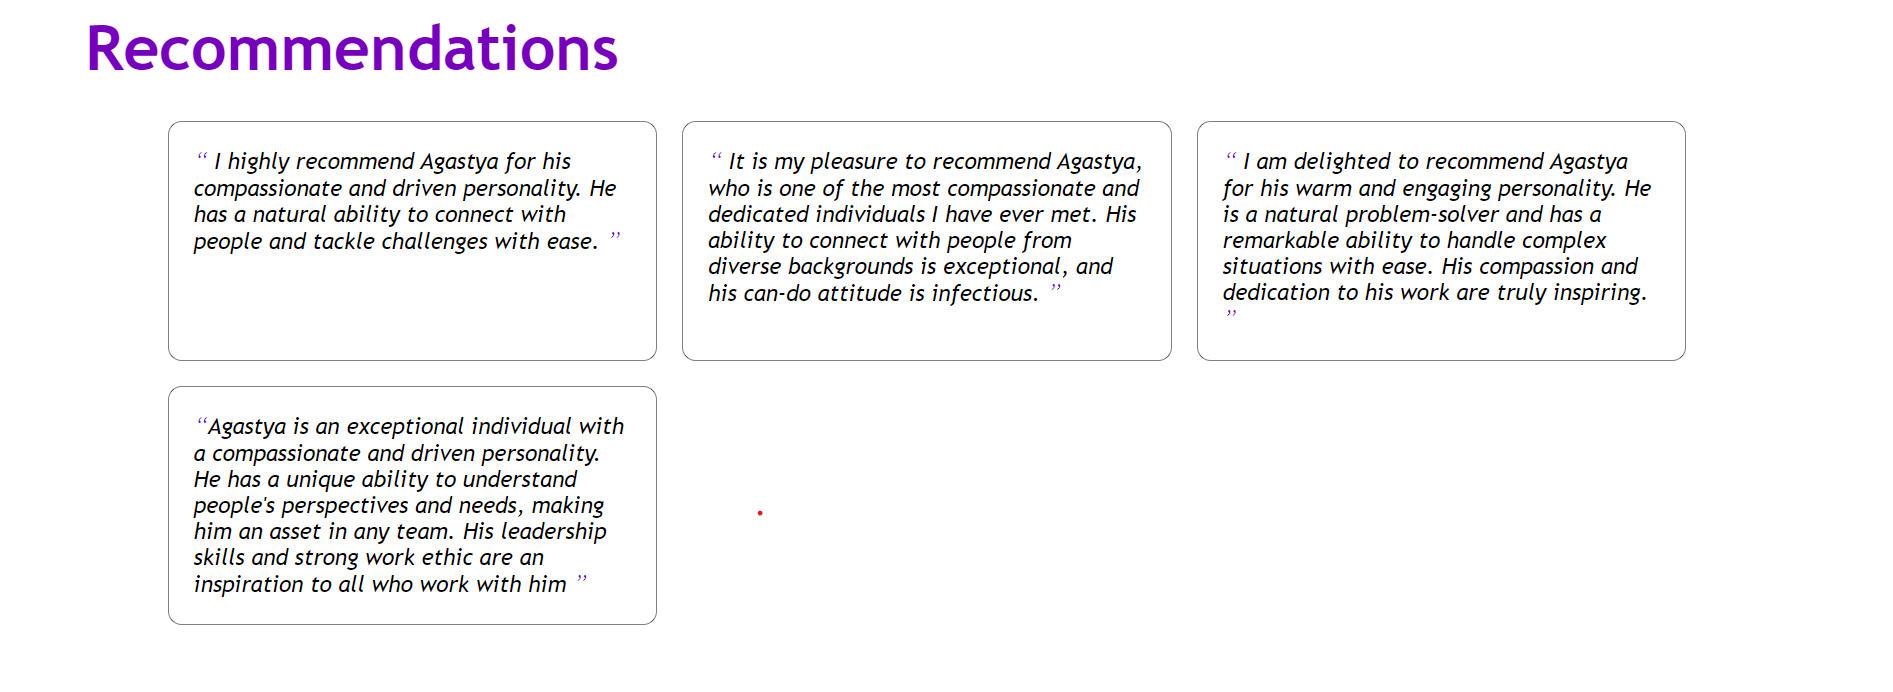 Recommendations
“ I highly recommend Agastya for his
compassionate and driven personality. He
has a natural ability to connect with
people and tackle challenges with ease. ”
“ It is my pleasure to recommend Agastya,
who is one of the most compassionate and
dedicated individuals I have ever met. His
ability to connect with people from
diverse backgrounds is exceptional, and
his can-do attitude is infectious. ”
“ I am delighted to recommend Agastya
for his warm and engaging personality. He
is a natural problem-solver and has a
remarkable ability to handle complex
situations with ease. His compassion and
dedication to his work are truly inspiring.
”
“Agastya is an exceptional individual with
a compassionate and driven personality.
He has a unique ability to understand
people's perspectives and needs, making
him an asset in any team. His leadership
skills and strong work ethic are an
inspiration to all who work with him ”